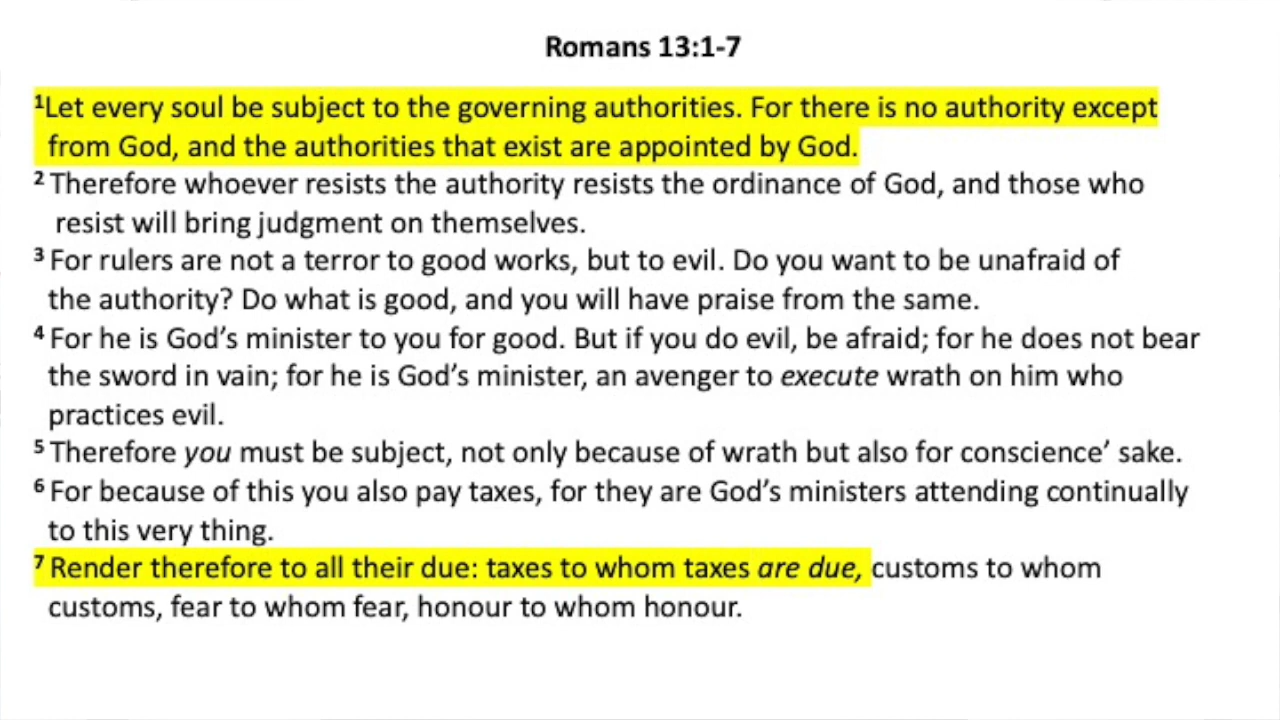 Romans 13:1-7
¹Let every soul be subject to the governing authorities. For there is no authority except
from God, and the authorities that exist are appointed by God.
² Therefore whoever resists the authority resists the ordinance of God, and those who
resist will bring judgment on themselves.
³ For rulers are not a terror to good works, but to evil. Do you want to be unafraid of
the authority? Do what is good, and you will have praise from the same.
⁴ For he is God’s minister to you for good. But if you do evil, be afraid; for he does not bear
the sword in vain; for he is God’s minister, an avenger to execute wrath on him who
practices evil.
⁵ Therefore you must be subject, not only because of wrath but also for conscience’ sake.
⁶ For because of this you also pay taxes, for they are God’s ministers attending continually
to this very thing.
⁷ Render therefore to all their due: taxes to whom taxes are due, customs to whom
customs, fear to whom fear, honour to whom honour.